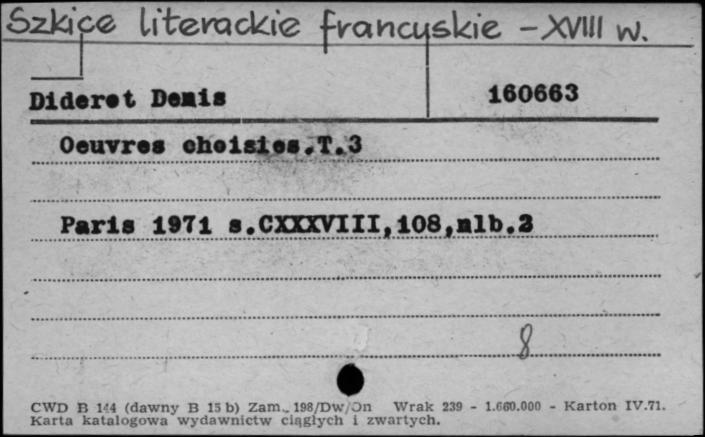 Szkice literackie francuskie - XVIII w.
Diderot Denis 160663
Oeuvres choisies.T.3
Paris 1971 s.CXXXVIII,108,nlb.2
8
CWD B 144 (dawny B 15 b) Zam. 198/Dw/On Wrak 239 - 1.660.000 - Karton IV.71.
Karta katalogowa wydawnictw ciągłych i zwartych.